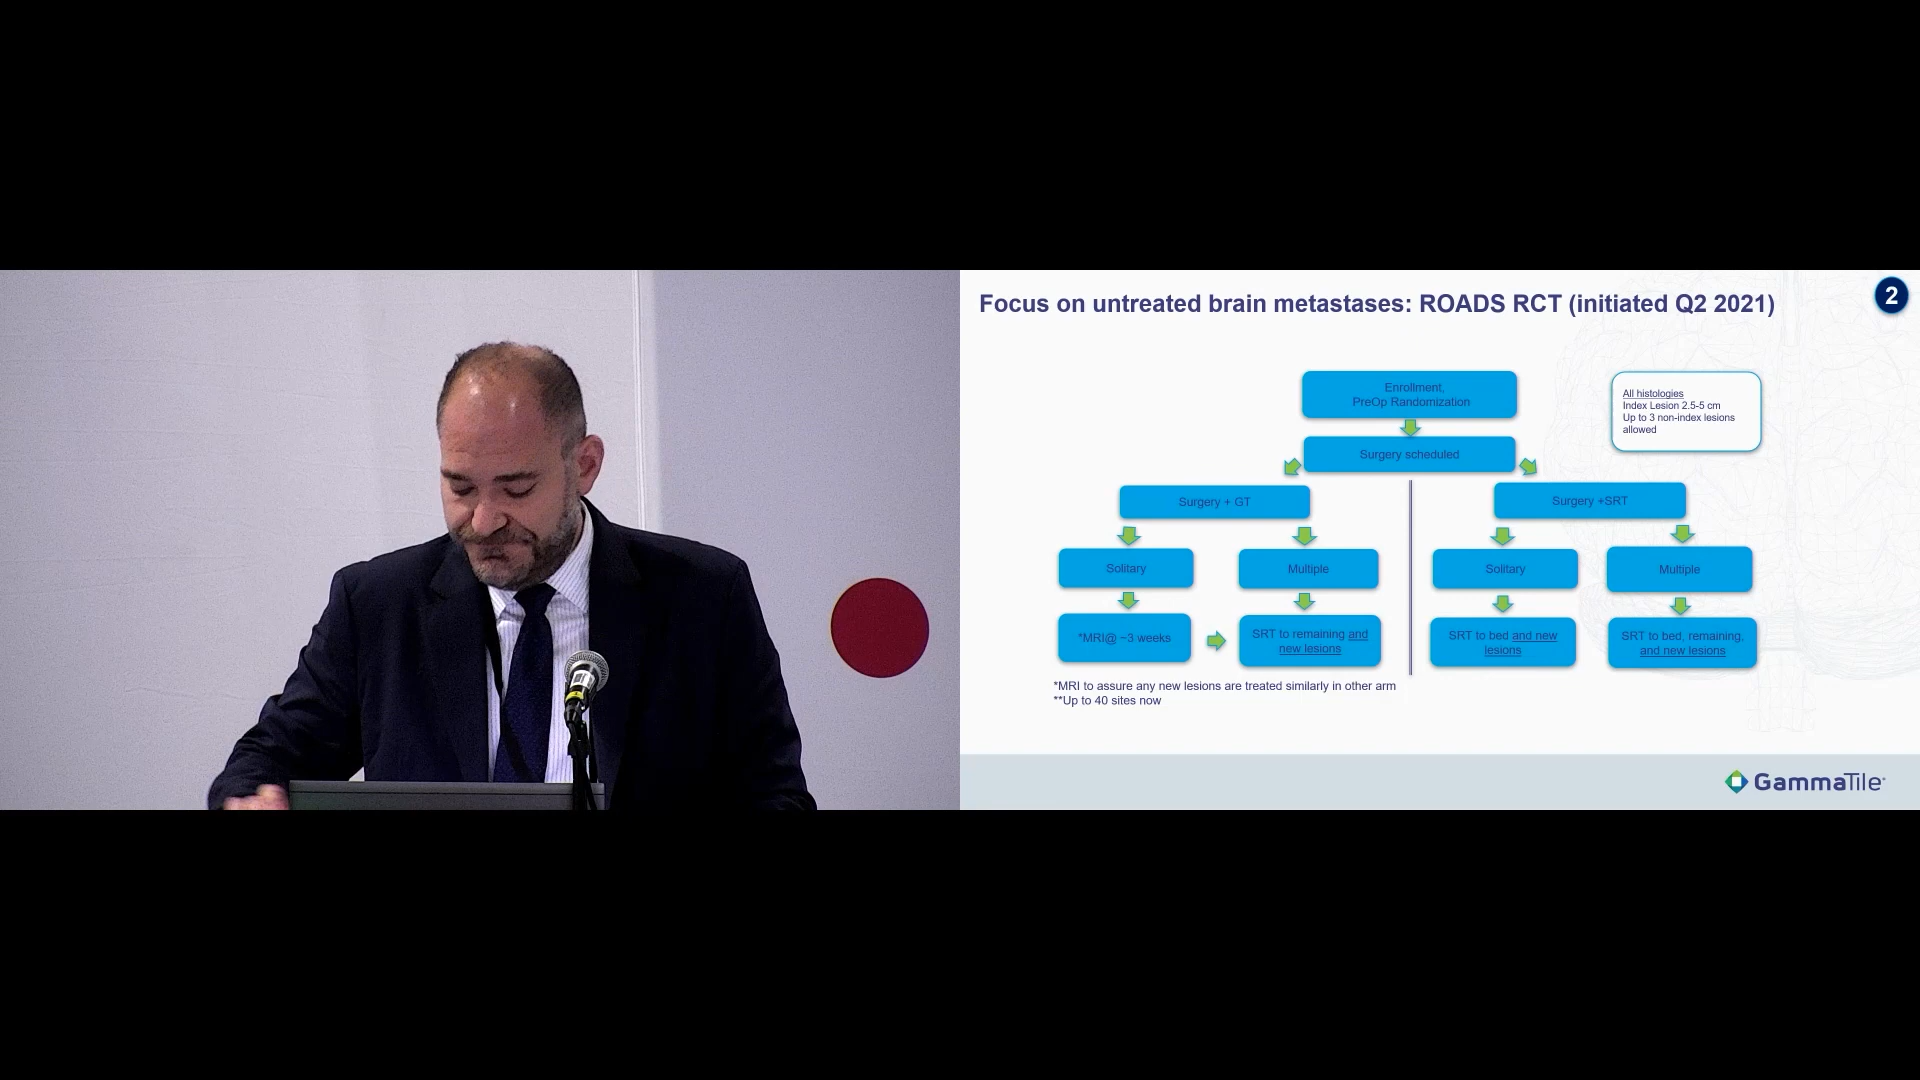 Focus on untreated brain metastases: ROADS RCT (initiated Q2 2021)
2
Enrollment,
PreOp Randomization
All histologies
Index Lesion 2.5-5 cm
Up to 3 non-index lesions
allowed
Surgery scheduled
Surgery + GT
Surgery +SRT
Solitary
Multiple
Solitary
Multiple
*MRI@ ~3 weeks
SRT to remaining and
new lesions
SRT to bed and new
lesions
SRT to bed, remaining,
and new lesions
*MRI to assure any new lesions are treated similarly in other arm
**Up to 40 sites now
GammaTile